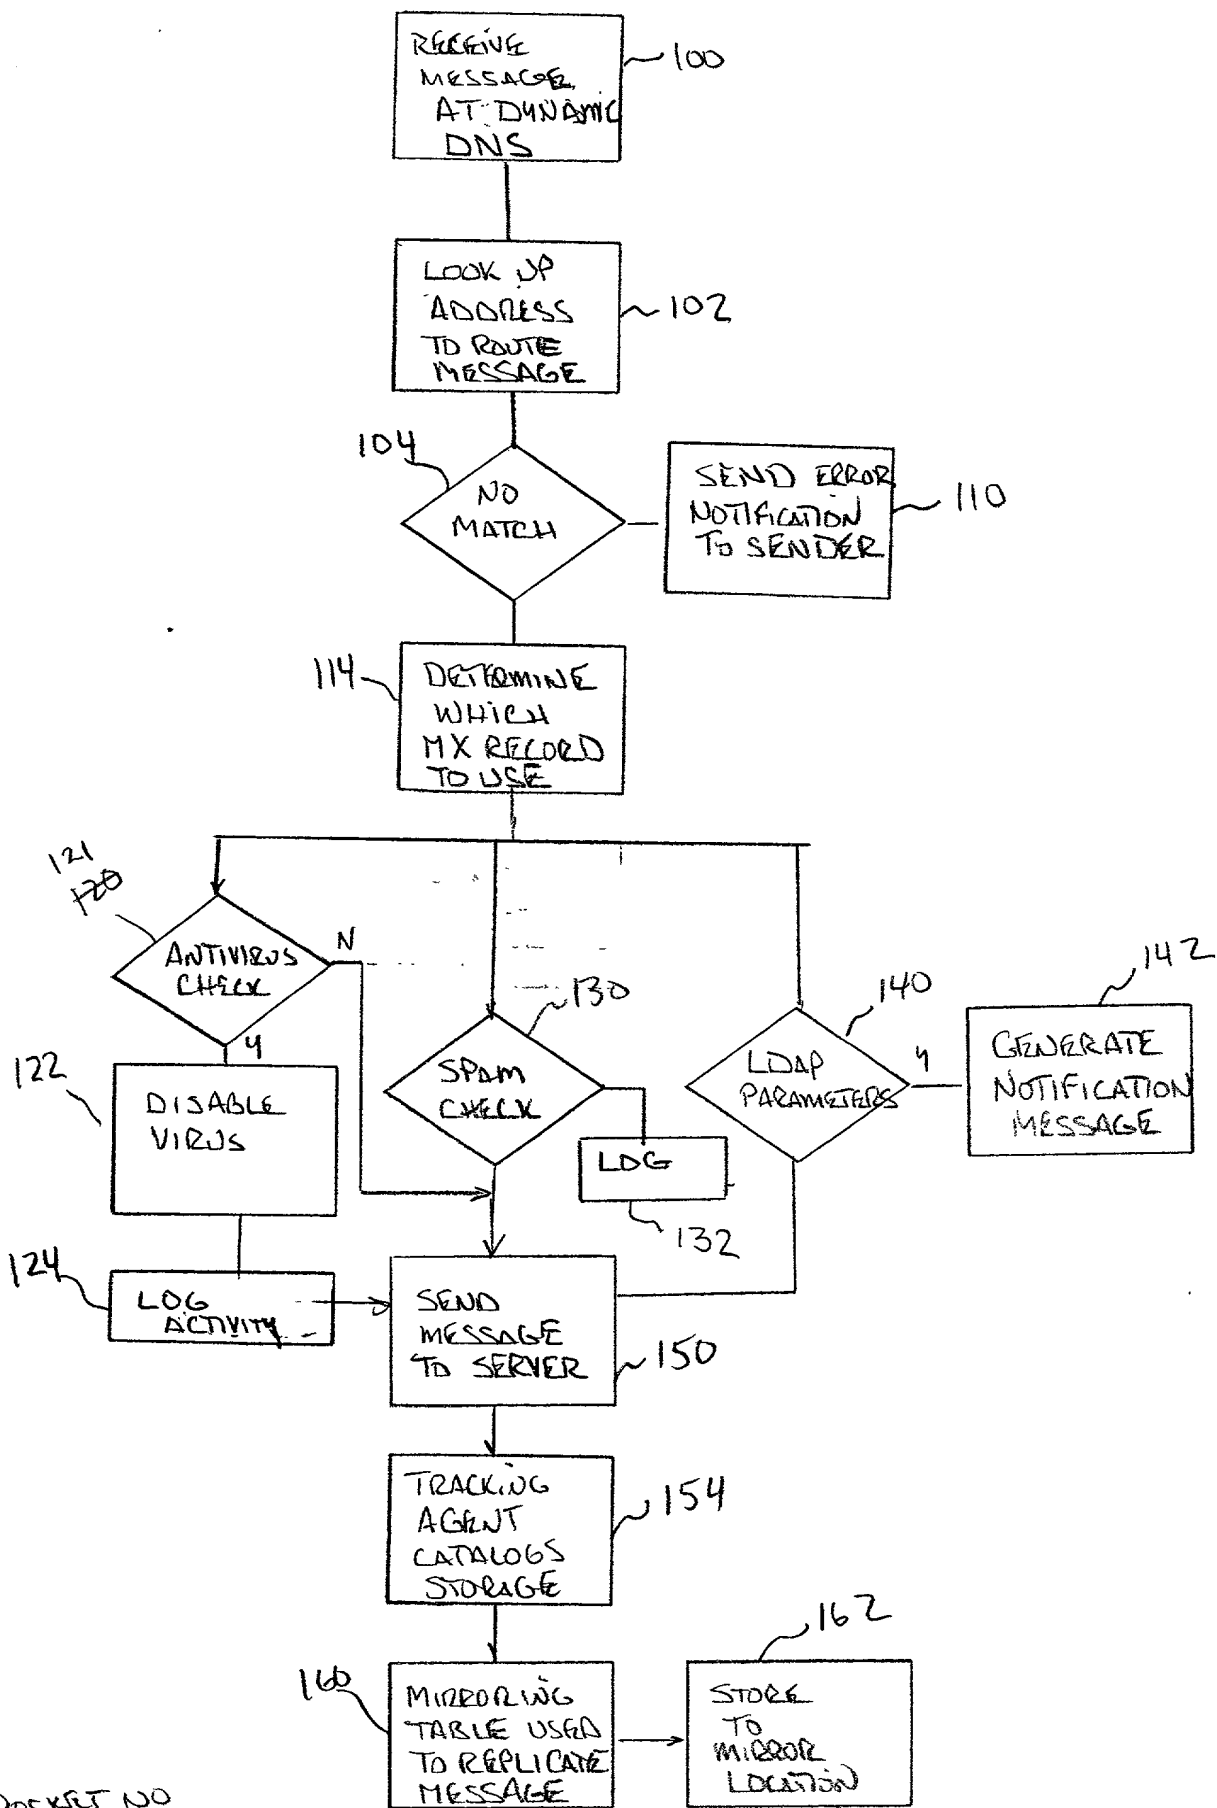 RECEIVE
MESSAGE
AT DYNAMIC
DNS
100
LOOK UP
ADDRESS
TO ROUTE
MESSAGE
102
104
NO
MATCH
SEND ERROR
NOTIFICATION
TO SENDER
110
114
DETERMINE
WHICH
MX RECORD
TO USE
121
120
ANTIVIRUS
CHECK
N
Y
122
DISABLE
VIRUS
124
LOG
ACTIVITY
130
SPAM
CHECK
LOG
132
140
LDAP
PARAMETERS
Y
142
GENERATE
NOTIFICATION
MESSAGE
SEND
MESSAGE
TO SERVER
150
TRACKING
AGENT
CATALOGS
STORAGE
154
160
MIRRORING
TABLE USED
TO REPLICATE
MESSAGE
162
STORE
TO
MIRROR
LOCATION
DOCKET NO